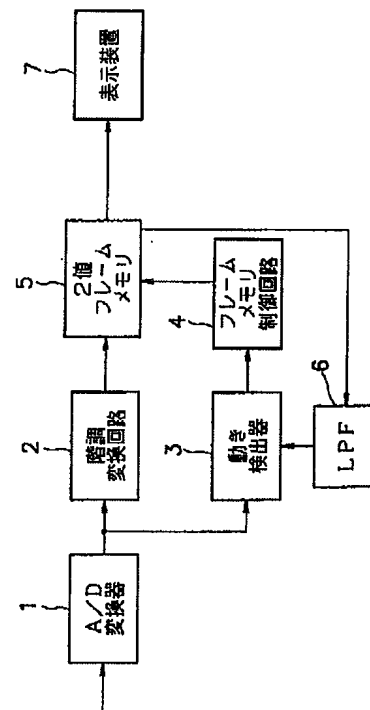 1
A/D
変換器
2
階調
変換回路
3
動き
検出器
4
フレーム
メモリ
制御回路
5
2値
フレーム
メモリ
6
LPF
7
表示装置